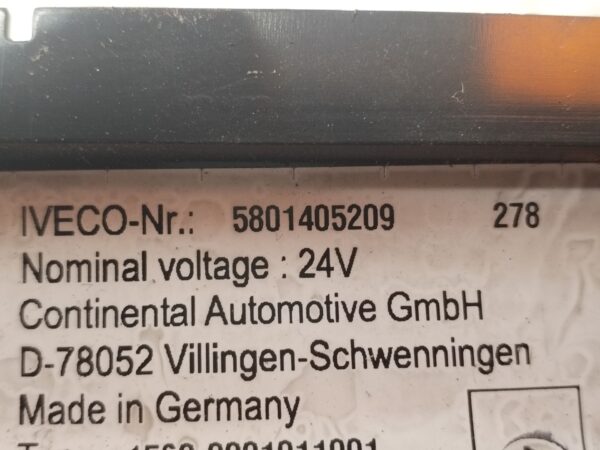 IVECO-Nr.: 5801405209 278
Nominal voltage : 24V
Continental Automotive GmbH
D-78052 Villingen-Schwenningen
Made in Germany